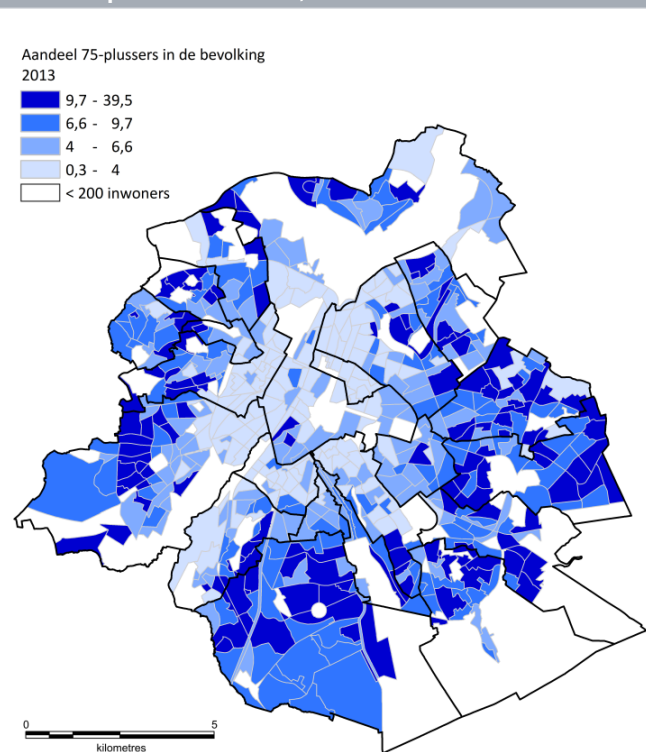 Aandeel 75-plussers in de bevolking
2013
9,7 - 39,5
6,6 - 9,7
4 - 6,6
0,3 - 4
< 200 inwoners
0 5
kilometres